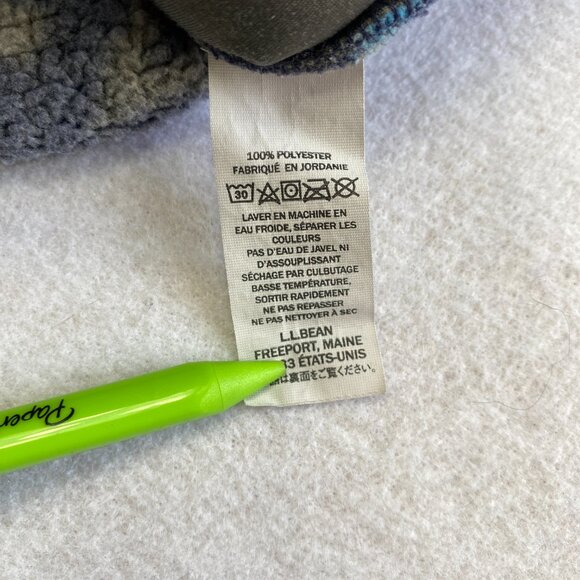 100% POLYESTER
FABRIQUÉ EN JORDANIE
30
LAVER EN MACHINE EN
EAU FROIDE, SÉPARER LES
COULEURS
PAS D'EAU DE JAVEL NI
D'ASSOUPLISSANT
SÉCHAGE PAR CULBUTAGE
BASSE TEMPÉRATURE,
SORTIR RAPIDEMENT
NE PAS REPASSER
NE PAS NETTOYER À SEC
L.L.BEAN
FREEPORT, MAINE
33 ÉTATS-UNIS
は裏面をご覧ください。
Paper